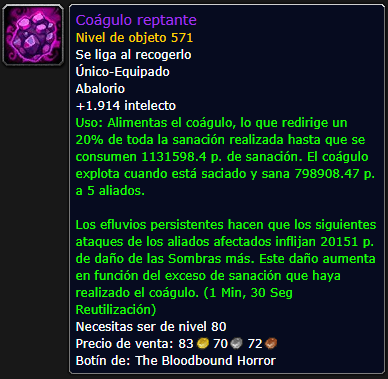 Coágulo reptante
Nivel de objeto 571
Se liga al recogerlo
Único-Equipado
Abalorio
+1.914 intelecto
Uso: Alimentas el coágulo, lo que redirige un
20% de toda la sanación realizada hasta que se
consumen 1131598.4 p. de sanación. El coágulo
explota cuando está saciado y sana 798908.47 p.
a 5 aliados.
Los efluvios persistentes hacen que los siguientes
ataques de los aliados afectados inflijan 20151 p.
de daño de las Sombras más. Este daño aumenta
en función del exceso de sanación que haya
realizado el coágulo. (1 Min, 30 Seg
Reutilización)
Necesitas ser de nivel 80
Precio de venta: 83 70 72
Botín de: The Bloodbound Horror